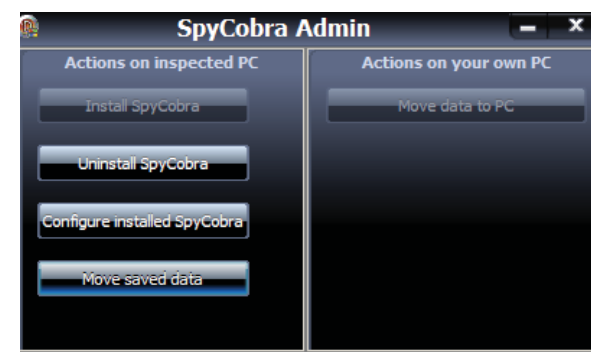 SpyCobra Admin
Actions on inspected PC
Install SpyCobra
Uninstall SpyCobra
Configure installed SpyCobra
Move saved data
Actions on your own PC
Move data to PC